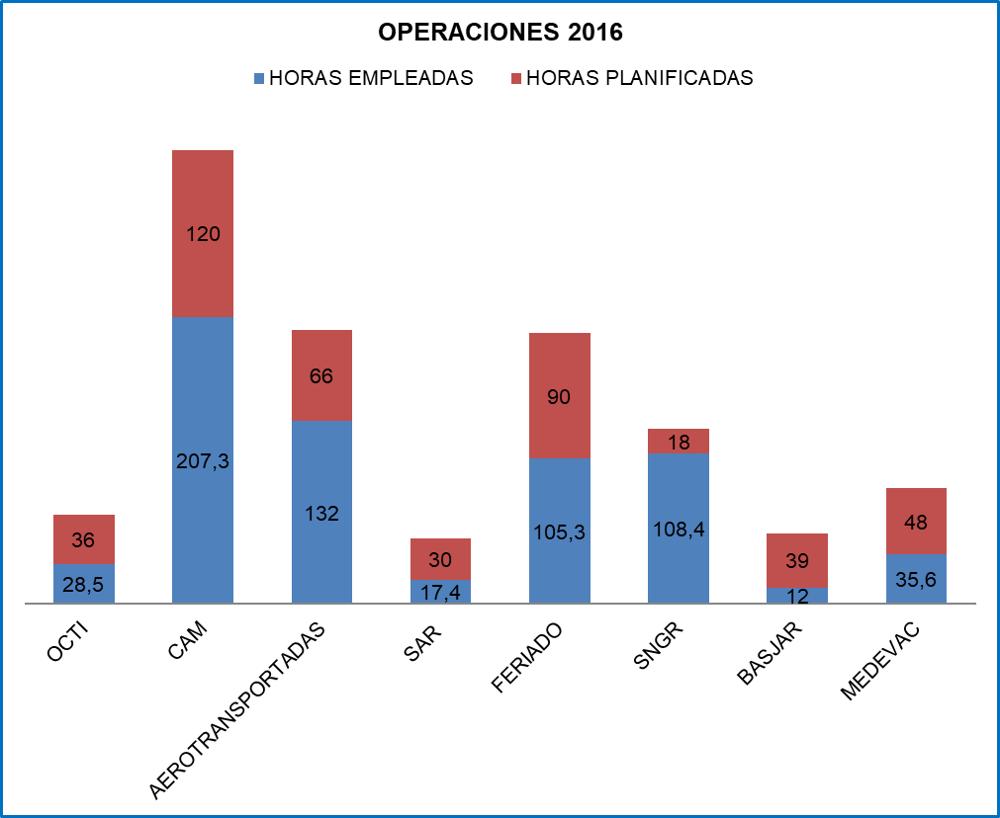 OPERACIONES 2016
HORAS EMPLEADAS HORAS PLANIFICADAS
120
207,3
66
132
90
105,3
18
108,4
36
28,5
30
17,4
39
12
48
35,6
OCTI
CAM
AEROTRANSPORTADAS
SAR
FERIADO
SNGR
BASJAR
MEDEVAC